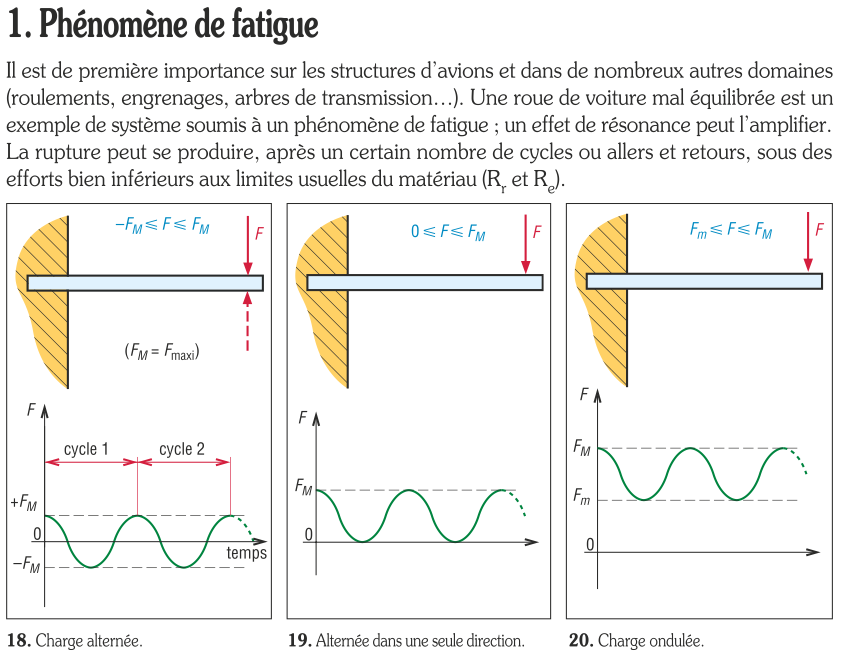 1. Phénomène de fatigue
Il est de première importance sur les structures d'avions et dans de nombreux autres domaines
(roulements, engrenages, arbres de transmission…). Une roue de voiture mal équilibrée est un
exemple de système soumis à un phénomène de fatigue ; un effet de résonance peut l'amplifier.
La rupture peut se produire, après un certain nombre de cycles ou allers et retours, sous des
efforts bien inférieurs aux limites usuelles du matériau (Rr et Re).
–FM ⩽ F ⩽ FM
F
(FM = Fmaxi)
F
cycle 1
cycle 2
+FM
0
temps
–FM
18. Charge alternée.
0 ⩽ F ⩽ FM
F
F
FM
0
19. Alternée dans une seule direction.
Fm ⩽ F ⩽ FM
F
F
FM
Fm
0
20. Charge ondulée.